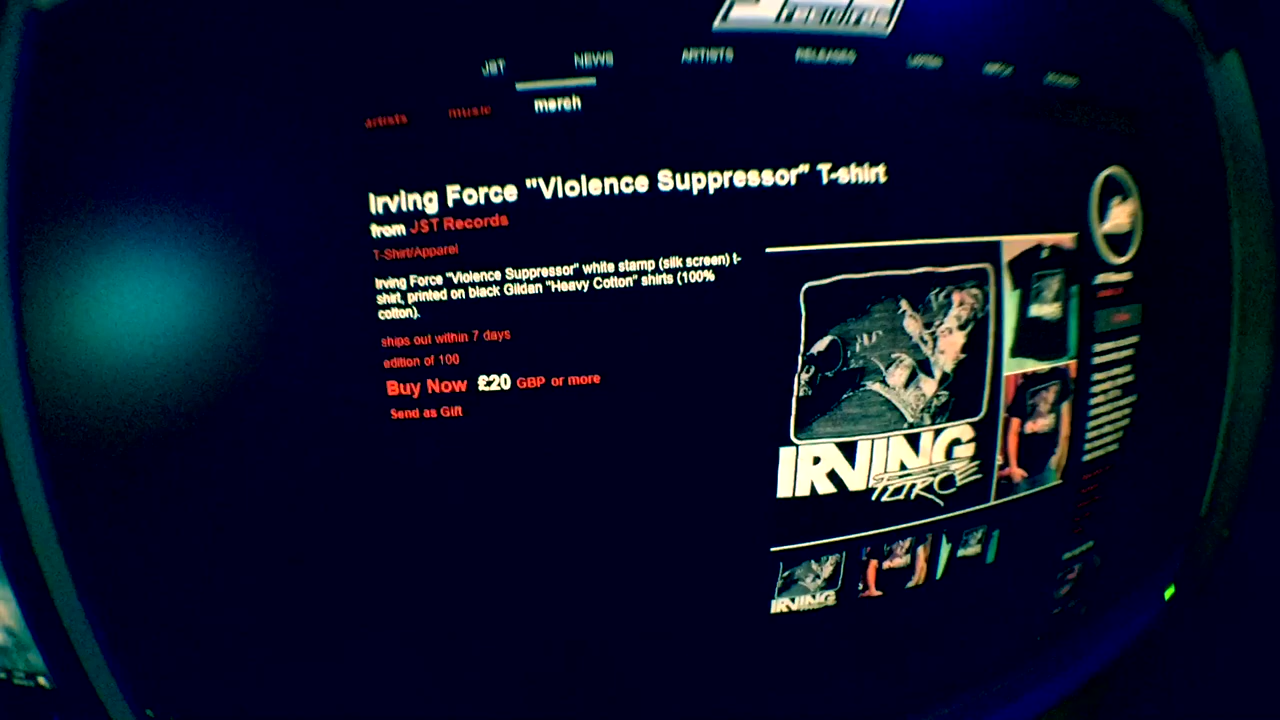 JST NEWS ARTISTS RELEASES
artists music merch
Irving Force "Violence Suppressor" T-shirt
from JST Records
T-Shirt/Apparel
Irving Force "Violence Suppressor" white stamp (silk screen) t-
shirt, printed on black Gildan "Heavy Cotton" shirts (100%
cotton).
ships out within 7 days
edition of 100
Buy Now £20 GBP or more
Send as Gift
IRVING
FORCE
IRVING